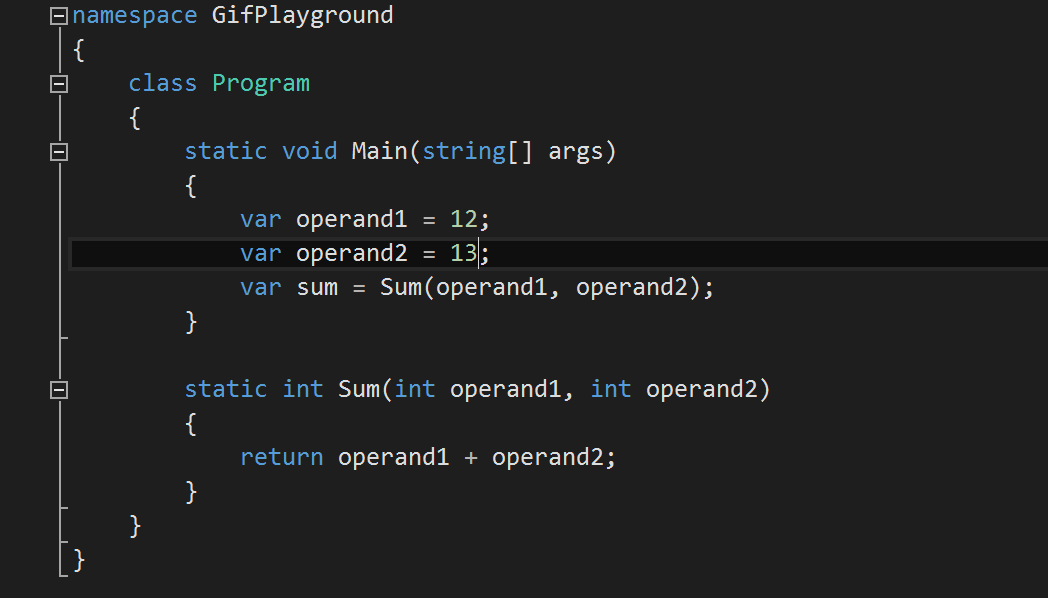 namespace GifPlayground
{
    class Program
    {
        static void Main(string[] args)
        {
            var operand1 = 12;
            var operand2 = 13;
            var sum = Sum(operand1, operand2);
        }

        static int Sum(int operand1, int operand2)
        {
            return operand1 + operand2;
        }
    }
}